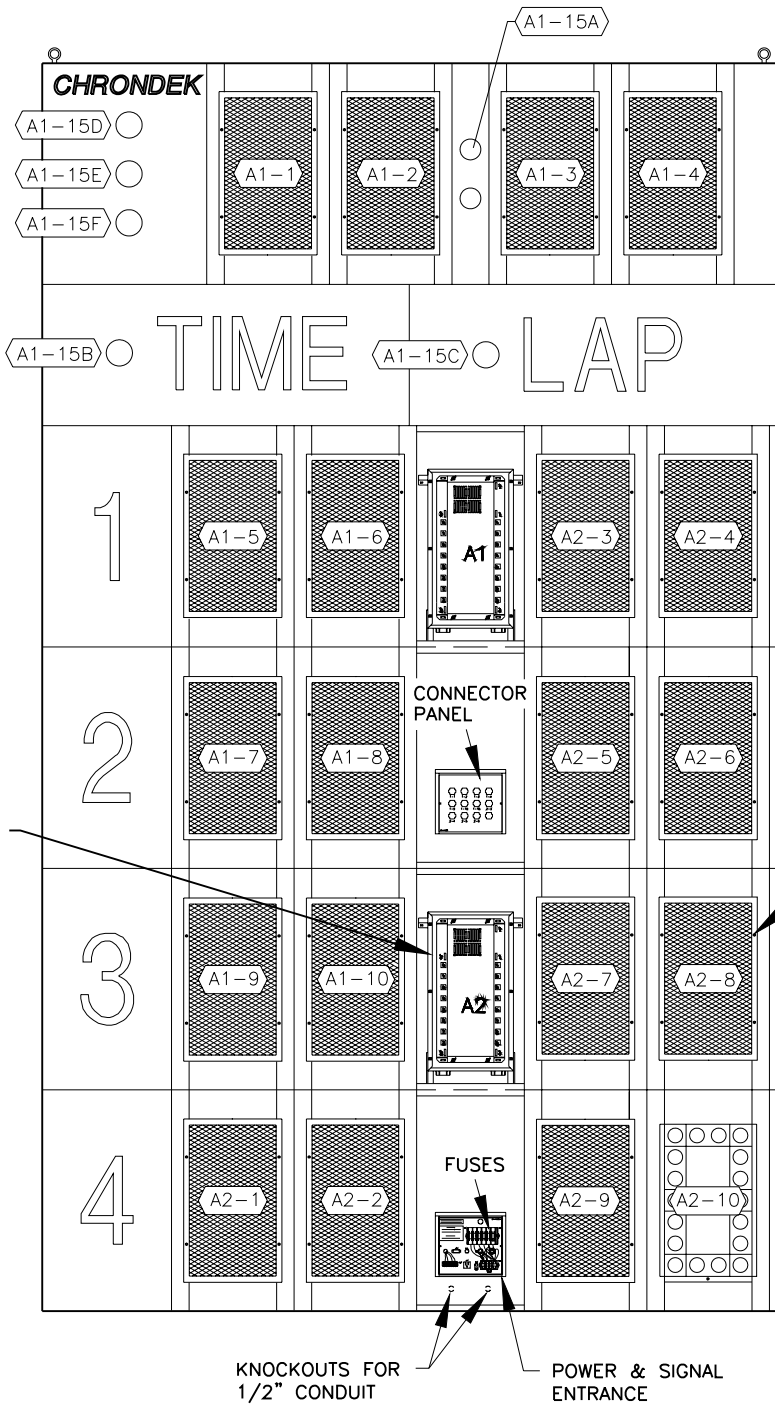 A1-15A
CHRONDEK
A1-15D
A1-15E
A1-15F
A1-1
A1-2
A1-3
A1-4
A1-15B
TIME
A1-15C
LAP
1
A1-5
A1-6
A1
A2-3
A2-4
CONNECTOR
PANEL
2
A1-7
A1-8
A2-5
A2-6
3
A1-9
A1-10
A2
A2-7
A2-8
FUSES
4
A2-1
A2-2
A2-9
A2-10
KNOCKOUTS FOR
1/2" CONDUIT
POWER & SIGNAL
ENTRANCE